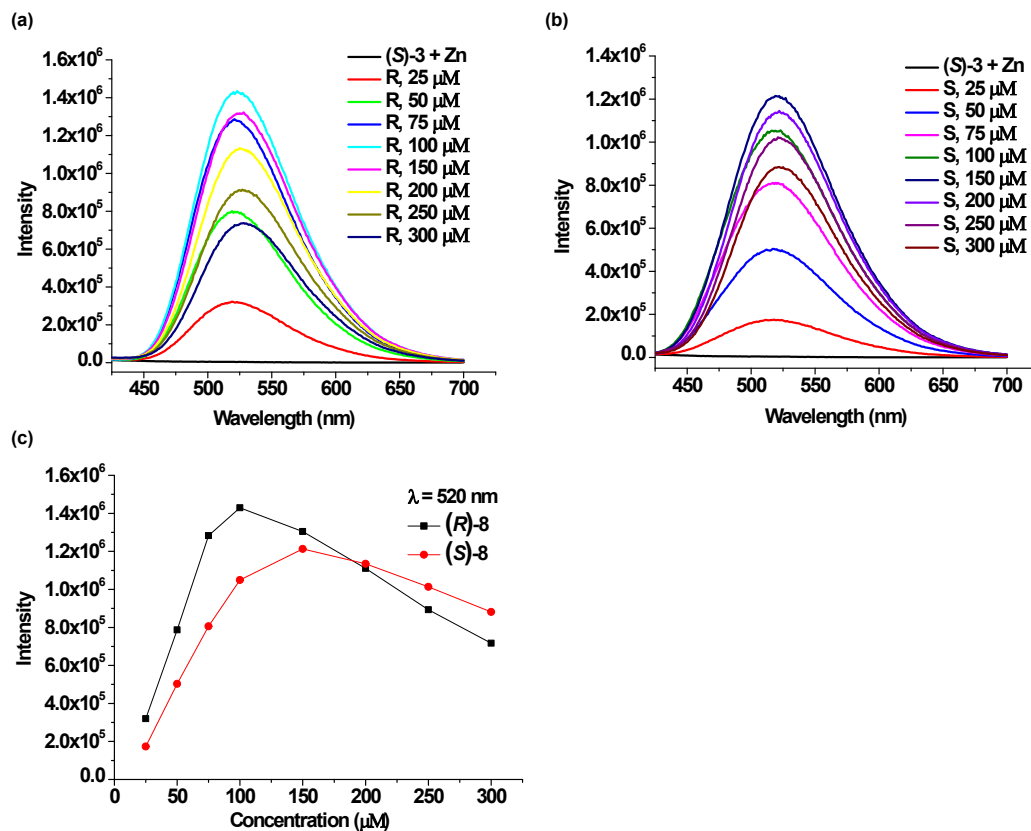 (a)
Intensity
1.6x10⁶
1.4x10⁶
1.2x10⁶
1.0x10⁶
8.0x10⁵
6.0x10⁵
4.0x10⁵
2.0x10⁵
0.0
450 500 550 600 650 700
Wavelength (nm)
(S)-3 + Zn
R, 25 μM
R, 50 μM
R, 75 μM
R, 100 μM
R, 150 μM
R, 200 μM
R, 250 μM
R, 300 μM
(b)
Intensity
1.4x10⁶
1.2x10⁶
1.0x10⁶
8.0x10⁵
6.0x10⁵
4.0x10⁵
2.0x10⁵
0.0
450 500 550 600 650 700
Wavelength (nm)
(S)-3 + Zn
S, 25 μM
S, 50 μM
S, 75 μM
S, 100 μM
S, 150 μM
S, 200 μM
S, 250 μM
S, 300 μM
(c)
Intensity
1.6x10⁶
1.4x10⁶
1.2x10⁶
1.0x10⁶
8.0x10⁵
6.0x10⁵
4.0x10⁵
2.0x10⁵
0.0
0 50 100 150 200 250 300
Concentration (μM)
λ = 520 nm
(R)-8
(S)-8